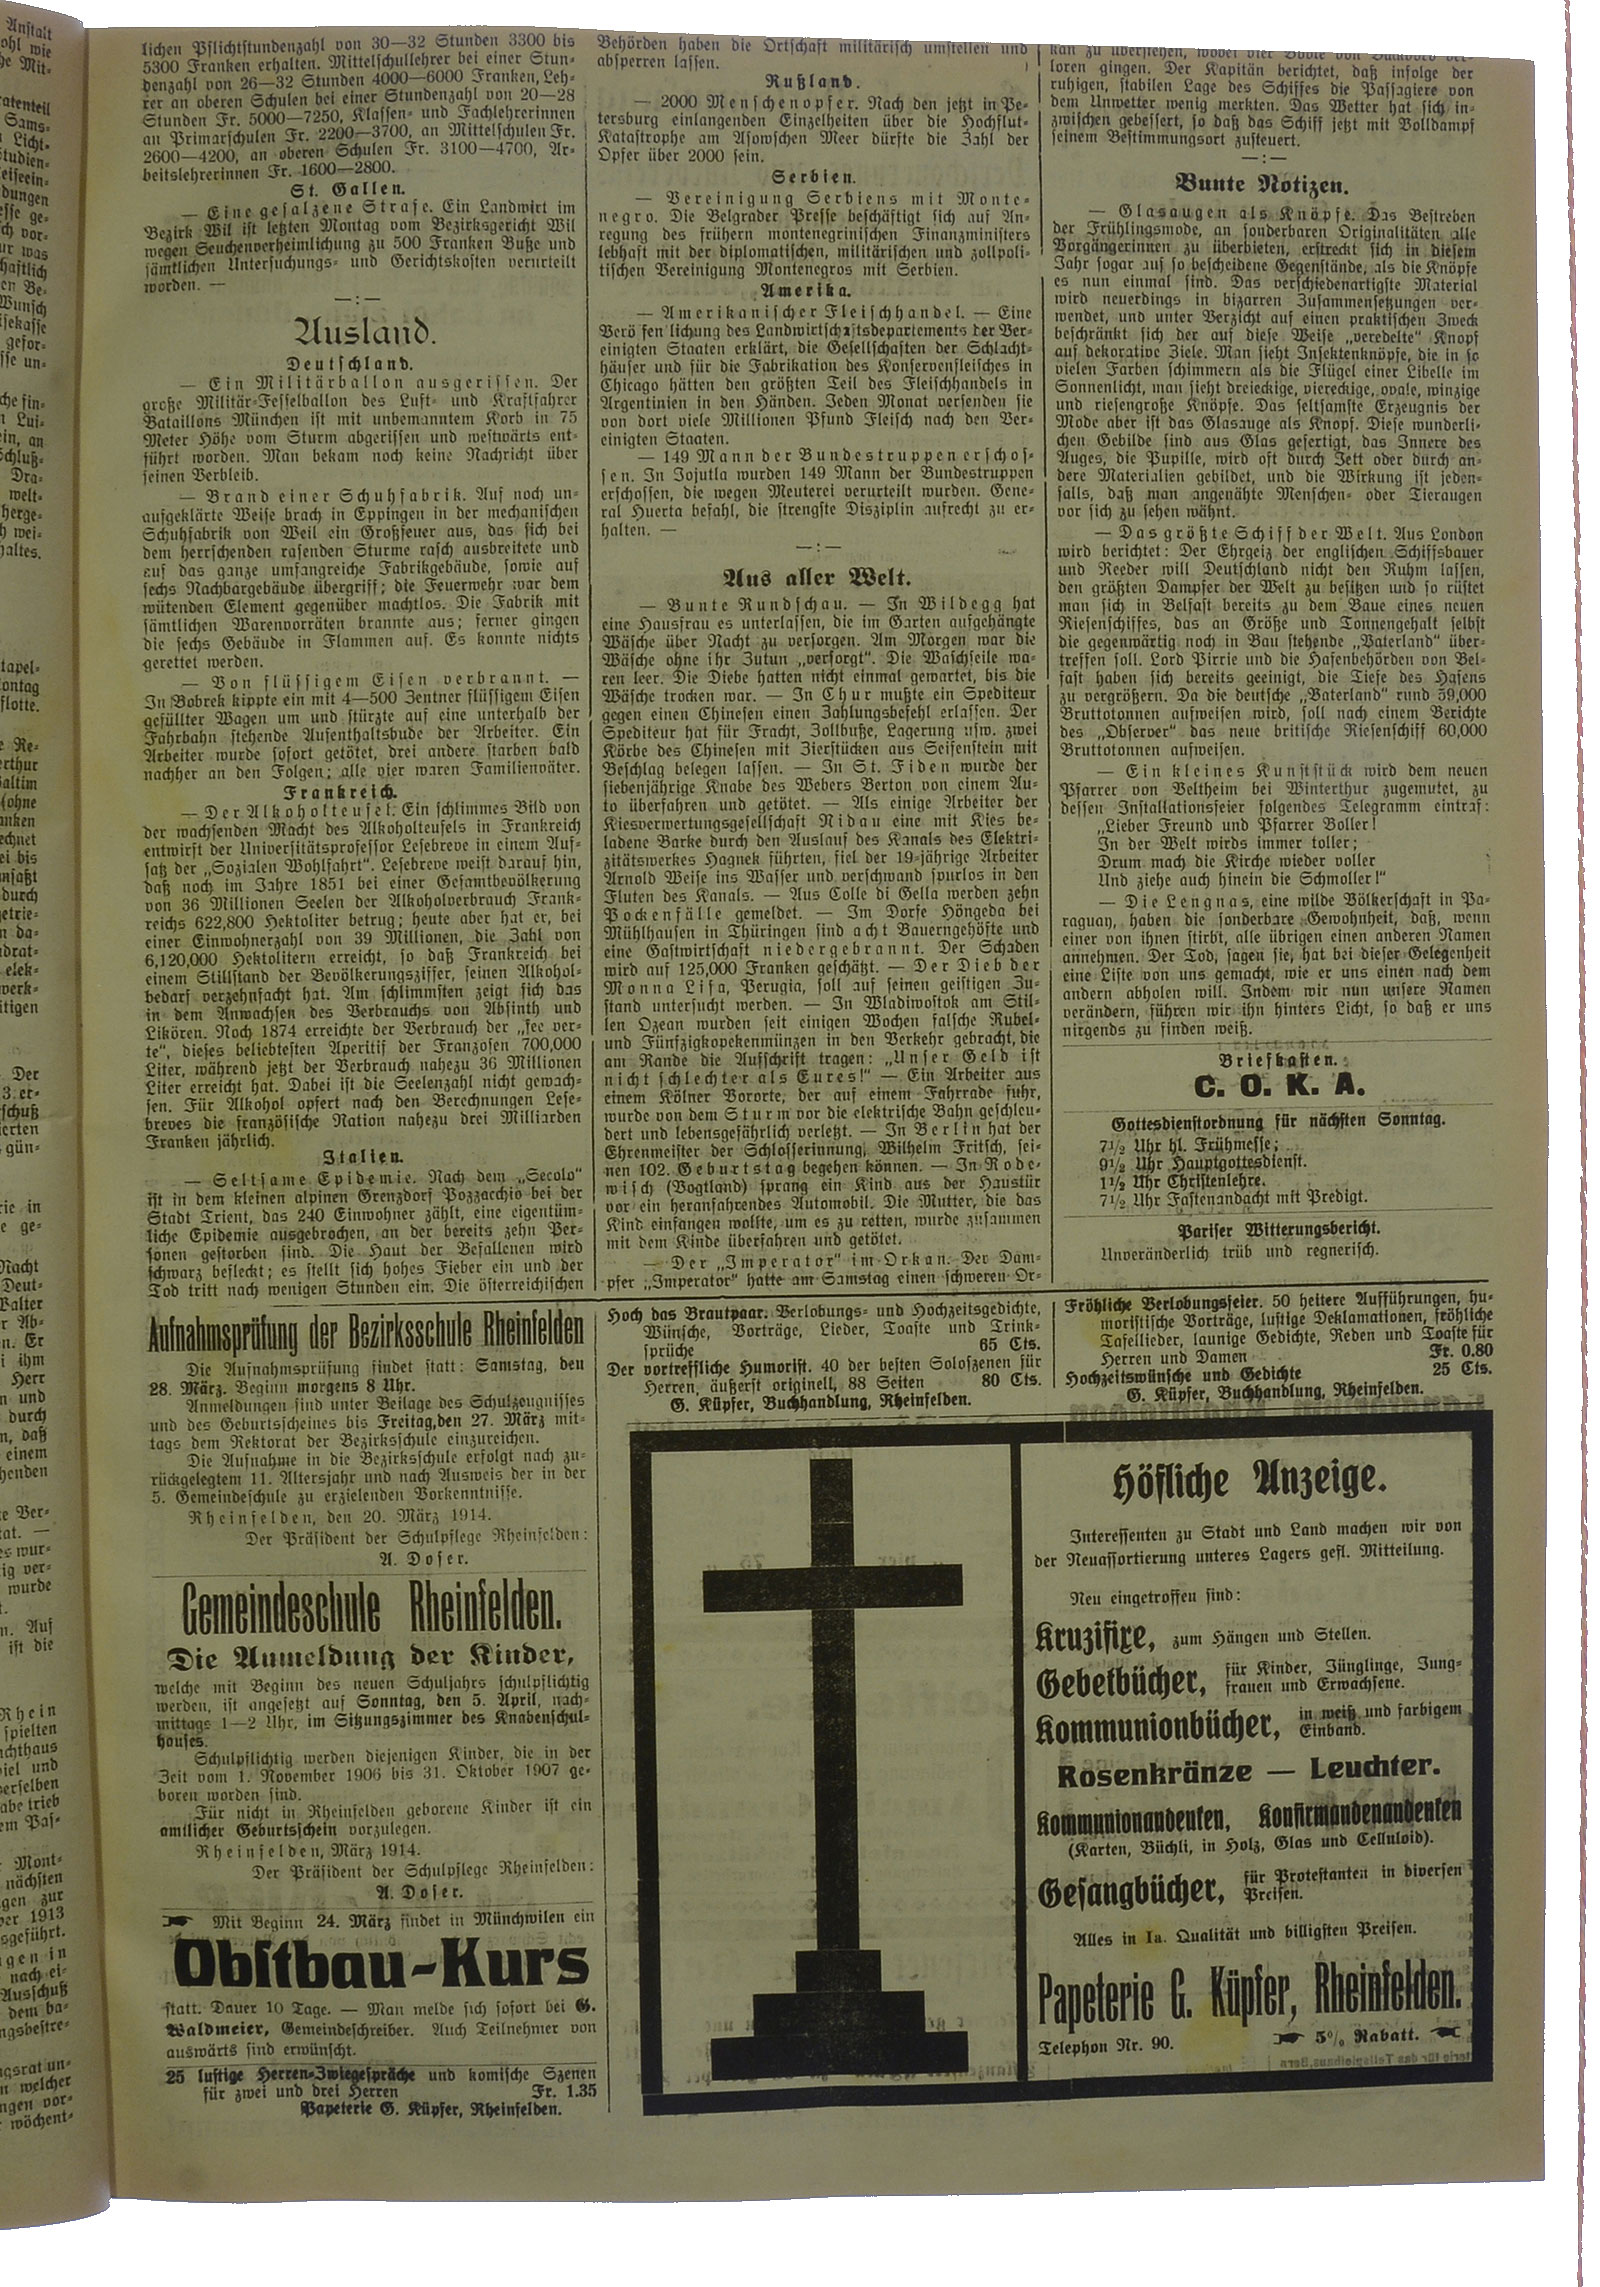 lichen Pflichtstundenzahl von 30—32 Stunden 3300 bis
5300 Franken erhalten. Mittelschullehrer bei einer Stun-
denzahl von 26—32 Stunden 4000—6000 Franken, Leh-
rer an oberen Schulen bei einer Stundenzahl von 20—28
Stunden Fr. 5000—7250, Klassen- und Fachlehrerinnen
an Primarschulen Fr. 2200—3700, an Mittelschulen Fr.
2600—4200, an oberen Schulen Fr. 3100—4700, Ar-
beitslehrerinnen Fr. 1600—2800.
St. Gallen.
— Eine gesalzene Strafe. Ein Landwirt im
Bezirk Wil ist letzten Montag vom Bezirksgericht Wil
wegen Seuchenverheimlichung zu 500 Franken Buße und
sämtlichen Untersuchungs- und Gerichtskosten verurteilt
worden. —
—:—
Ausland.
Deutschland.
— Ein Militärballon ausgerissen. Der
große Militär-Fesselballon des Luft- und Kraftfahrer
Bataillons München ist mit unbemanntem Korb in 75
Meter Höhe vom Sturm abgerissen und westwärts ent-
führt worden. Man bekam noch keine Nachricht über
seinen Verbleib.
— Brand einer Schuhfabrik. Auf noch un-
aufgeklärte Weise brach in Eppingen in der mechanischen
Schuhfabrik von Weil ein Großfeuer aus, das sich bei
dem herrschenden rasenden Sturme rasch ausbreitete und
auf das ganze umfangreiche Fabrikgebäude, sowie auf
sechs Nachbargebäude übergriff; die Feuerwehr war dem
wütenden Element gegenüber machtlos. Die Fabrik mit
sämtlichen Warenvorräten brannte aus; ferner gingen
die sechs Gebäude in Flammen auf. Es konnte nichts
gerettet werden.
— Von flüssigem Eisen verbrannt. —
In Bobrek kippte ein mit 4—500 Zentner flüssigem Eisen
gefüllter Wagen um und stürzte auf eine unterhalb der
Fahrbahn stehende Aufenthaltsbude der Arbeiter. Ein
Arbeiter wurde sofort getötet, drei andere starben bald
nachher an den Folgen; alle vier waren Familienväter.
Frankreich.
— Der Alkoholteufel. Ein schlimmes Bild von
der wachsenden Macht des Alkoholteufels in Frankreich
entwirft der Universitätsprofessor Lefebreve in einem Auf-
satz der „Sozialen Wohlfahrt". Lefebreve weist darauf hin,
daß noch im Jahre 1851 bei einer Gesamtbevölkerung
von 36 Millionen Seelen der Alkoholverbrauch Frank-
reichs 622,800 Hektoliter betrug; heute aber hat er, bei
einer Einwohnerzahl von 39 Millionen, die Zahl von
6,120,000 Hektolitern erreicht, so daß Frankreich bei
einem Stillstand der Bevölkerungsziffer, seinen Alkohol-
bedarf verzehnfacht hat. Am schlimmsten zeigt sich das
in dem Anwachsen des Verbrauchs von Absinth und
Likören. Noch 1874 erreichte der Verbrauch der „fee ver-
te", dieses beliebtesten Aperitif der Franzosen 700,000
Liter, während jetzt der Verbrauch nahezu 36 Millionen
Liter erreicht hat. Dabei ist die Seelenzahl nicht gewach-
sen. Für Alkohol opfert nach den Berechnungen Lefe-
breves die französische Nation nahezu drei Milliarden
Franken jährlich.
Italien.
— Seltsame Epidemie. Nach dem „Secolo"
ist in dem kleinen alpinen Grenzdorf Pozzacchio bei der
Stadt Trient, das 240 Einwohner zählt, eine eigentüm-
liche Epidemie ausgebrochen, an der bereits zehn Per-
sonen gestorben sind. Die Haut der Befallenen wird
schwarz befleckt; es stellt sich hohes Fieber ein und der
Tod tritt nach wenigen Stunden ein. Die österreichischen
Behörden haben die Ortschaft militärisch umstellen und
absperren lassen.
Rußland.
— 2000 Menschenopfer. Nach den jetzt in Pe-
tersburg einlangenden Einzelheiten über die Hochflut-
Katastrophe am Asowschen Meer dürfte die Zahl der
Opfer über 2000 sein.
Serbien.
— Vereinigung Serbiens mit Monte-
negro. Die Belgrader Presse beschäftigt sich auf An-
regung des frühern montenegrinischen Finanzministers
lebhaft mit der diplomatischen, militärischen und zollpoli-
tischen Vereinigung Montenegros mit Serbien.
Amerika.
— Amerikanischer Fleischhandel. — Eine
Verö fen lichung des Landwirtschaftsdepartements der Ver-
einigten Staaten erklärt, die Gesellschaften der Schlacht-
häuser und für die Fabrikation des Konservenfleisches in
Chicago hätten den größten Teil des Fleischhandels in
Argentinien in den Händen. Jeden Monat versenden sie
von dort viele Millionen Pfund Fleisch nach den Ver-
einigten Staaten.
— 149 Mann der Bundestruppen erschos-
sen. In Jojutla wurden 149 Mann der Bundestruppen
erschossen, die wegen Meuterei verurteilt wurden. Gene-
ral Huerta befahl, die strengste Disziplin aufrecht zu er-
halten. —
—:—
Aus aller Welt.
— Bunte Rundschau. — In Wildegg hat
eine Hausfrau es unterlassen, die im Garten aufgehängte
Wäsche über Nacht zu versorgen. Am Morgen war die
Wäsche ohne ihr Zutun „versorgt". Die Waschseile wa-
ren leer. Die Diebe hatten nicht einmal gewartet, bis die
Wäsche trocken war. — In Chur mußte ein Spediteur
gegen einen Chinesen einen Zahlungsbefehl erlassen. Der
Spediteur hat für Fracht, Zollbuße, Lagerung usw. zwei
Körbe des Chinesen mit Zierstücken aus Seifenstein mit
Beschlag belegen lassen. — In St. Fiden wurde der
siebenjährige Knabe des Webers Berton von einem Au-
to überfahren und getötet. — Als einige Arbeiter der
Kiesverwertungsgesellschaft Nidau eine mit Kies be-
ladene Barke durch den Auslauf des Kanals des Elektri-
zitätswerkes Hagnek führten, fiel der 19-jährige Arbeiter
Arnold Weise ins Wasser und verschwand spurlos in den
Fluten des Kanals. — Aus Colle di Gella werden zehn
Pockenfälle gemeldet. — Im Dorfe Höngeda bei
Mühlhausen in Thüringen sind acht Bauerngehöfte und
eine Gastwirtschaft niedergebrannt. Der Schaden
wird auf 125,000 Franken geschätzt. — Der Dieb der
Monna Lisa, Perugia, soll auf seinen geistigen Zu-
stand untersucht werden. — In Wladiwostok am Stil-
len Ozean wurden seit einigen Wochen falsche Rubel-
und Fünfzigkopekenmünzen in den Verkehr gebracht, die
am Rande die Aufschrift tragen: „Unser Geld ist
nicht schlechter als Eures!" — Ein Arbeiter aus
einem Kölner Vororte, der auf einem Fahrrade fuhr,
wurde von dem Sturm vor die elektrische Bahn geschleu-
dert und lebensgefährlich verletzt. — In Berlin hat der
Ehrenmeister der Schlosserinnung, Wilhelm Fritsch, sei-
nen 102. Geburtstag begehen können. — In Rode-
wisch (Vogtland) sprang ein Kind aus der Haustür
vor ein heranfahrendes Automobil. Die Mutter, die das
Kind einfangen wollte, um es zu retten, wurde zusammen
mit dem Kinde überfahren und getötet.
— Der „Imperator" im Orkan. Der Dam-
pfer „Imperator" hatte am Samstag einen schweren Or-
kan zu überstehen, wobei vier Boote von Backbord ver-
loren gingen. Der Kapitän berichtet, daß infolge der
ruhigen, stabilen Lage des Schiffes die Passagiere von
dem Unwetter wenig merkten. Das Wetter hat sich in-
zwischen gebessert, so daß das Schiff jetzt mit Volldampf
seinem Bestimmungsort zusteuert.
—:—
Bunte Notizen.
— Glasaugen als Knöpfe. Das Bestreben
der Frühlingsmode, an sonderbaren Originalitäten alle
Vorgängerinnen zu überbieten, erstreckt sich in diesem
Jahr sogar auf so bescheidene Gegenstände, als die Knöpfe
es nun einmal sind. Das verschiedenartigste Material
wird neuerdings in bizarren Zusammensetzungen ver-
wendet, und unter Verzicht auf einen praktischen Zweck
beschränkt sich der auf diese Weise „veredelte" Knopf
auf dekorative Ziele. Man sieht Insektenknöpfe, die in so
vielen Farben schimmern als die Flügel einer Libelle im
Sonnenlicht, man sieht dreieckige, viereckige, ovale, winzige
und riesengroße Knöpfe. Das seltsamste Erzeugnis der
Mode aber ist das Glasauge als Knopf. Diese wunderli-
chen Gebilde sind aus Glas gefertigt, das Innere des
Auges, die Pupille, wird oft durch Jett oder durch an-
dere Materialien gebildet, und die Wirkung ist jeden-
falls, daß man angenähte Menschen- oder Tieraugen
vor sich zu sehen wähnt.
— Das größte Schiff der Welt. Aus London
wird berichtet: Der Ehrgeiz der englischen Schiffsbauer
und Reeder will Deutschland nicht den Ruhm lassen,
den größten Dampfer der Welt zu besitzen und so rüstet
man sich in Belfast bereits zu dem Baue eines neuen
Riesenschiffes, das an Größe und Tonnengehalt selbst
die gegenwärtig noch in Bau stehende „Vaterland" über-
treffen soll. Lord Pirrie und die Hafenbehörden von Bel-
fast haben sich bereits geeinigt, die Tiefe des Hafens
zu vergrößern. Da die deutsche „Vaterland" rund 59,000
Bruttotonnen aufweisen wird, soll nach einem Berichte
des „Observer" das neue britische Riesenschiff 60,000
Bruttotonnen aufweisen.
— Ein kleines Kunststück wird dem neuen
Pfarrer von Veltheim bei Winterthur zugemutet, zu
dessen Installationsfeier folgendes Telegramm eintraf:
„Lieber Freund und Pfarrer Boller!
In der Welt wirds immer toller;
Drum mach die Kirche wieder voller
Und ziehe auch hinein die Schmoller!"
— Die Lengnas, eine wilde Völkerschaft in Pa-
raguay, haben die sonderbare Gewohnheit, daß, wenn
einer von ihnen stirbt, alle übrigen einen anderen Namen
annehmen. Der Tod, sagen sie, hat bei dieser Gelegenheit
eine Liste von uns gemacht, wie er uns einen nach dem
andern abholen will. Indem wir nun unsere Namen
verändern, führen wir ihn hinters Licht, so daß er uns
nirgends zu finden weiß.
Briefkasten.
C. O. K. A.
Gottesdienstordnung für nächsten Sonntag.
7½ Uhr hl. Frühmesse;
9½ Uhr Hauptgottesdienst.
1½ Uhr Christenlehre.
7½ Uhr Fastenandacht mit Predigt.
Pariser Witterungsbericht.
Unveränderlich trüb und regnerisch.
Aufnahmsprüfung der Bezirksschule Rheinfelden
Die Aufnahmsprüfung findet statt: Samstag, den
28. März. Beginn morgens 8 Uhr.
Anmeldungen sind unter Beilage des Schulzeugnisses
und des Geburtscheines bis Freitag, den 27. März mit-
tags dem Rektorat der Bezirksschule einzureichen.
Die Aufnahme in die Bezirksschule erfolgt nach zu-
rückgelegtem 11. Altersjahr und nach Ausweis der in der
5. Gemeindeschule zu erzielenden Vorkenntnisse.
Rheinfelden, den 20. März 1914.
Der Präsident der Schulpflege Rheinfelden:
A. Doser.
Gemeindeschule Rheinfelden.
Die Anmeldung der Kinder,
welche mit Beginn des neuen Schuljahrs schulpflichtig
werden, ist angesetzt auf Sonntag, den 5. April, nach-
mittags 1—2 Uhr, im Sitzungszimmer des Knabenschul-
hauses.
Schulpflichtig werden diejenigen Kinder, die in der
Zeit vom 1. November 1906 bis 31. Oktober 1907 ge-
boren worden sind.
Für nicht in Rheinfelden geborene Kinder ist ein
amtlicher Geburtsschein vorzulegen.
Rheinfelden, März 1914.
Der Präsident der Schulpflege Rheinfelden:
A. Doser.
Mit Beginn 24. März findet in Münchwilen ein
Obstbau-Kurs
statt. Dauer 10 Tage. — Man melde sich sofort bei G.
Waldmeier, Gemeindeschreiber. Auch Teilnehmer von
auswärts sind erwünscht.
25 lustige Herren-Zwiegespräche und komische Szenen
für zwei und drei Herren Fr. 1.35
Papeterie G. Küpfer, Rheinfelden.
Hoch das Brautpaar. Verlobungs- und Hochzeitsgedichte,
Wünsche, Vorträge, Lieder, Toaste und Trink-
sprüche 65 Cts.
Der vortreffliche Humorist. 40 der besten Soloszenen für
Herren, äußerst originell, 88 Seiten 80 Cts.
G. Küpfer, Buchhandlung, Rheinfelden.
Fröhliche Verlobungsfeier. 50 heitere Aufführungen, hu-
moristische Vorträge, lustige Deklamationen, fröhliche
Tafellieder, launige Gedichte, Reden und Toaste für
Herren und Damen Fr. 0.80
Hochzeitswünsche und Gedichte 25 Cts.
G. Küpfer, Buchhandlung, Rheinfelden.
Höfliche Anzeige.
Interessenten zu Stadt und Land machen wir von
der Neuassortierung unseres Lagers gefl. Mitteilung.
Neu eingetroffen sind:
Kruzifixe, zum Hängen und Stellen.
Gebetbücher, für Kinder, Jünglinge, Jung-
frauen und Erwachsene.
Kommunionbücher, in weiß und farbigem
Einband.
Rosenkränze — Leuchter.
Kommunionandenken, Konfirmandenandenken
(Karten, Büchli, in Holz, Glas und Celluloid).
Gesangbücher, für Protestanten in diversen
Preisen.
Alles in Ia. Qualität und billigsten Preisen.
Papeterie G. Küpfer, Rheinfelden.
Telephon Nr. 90. 5% Rabatt.